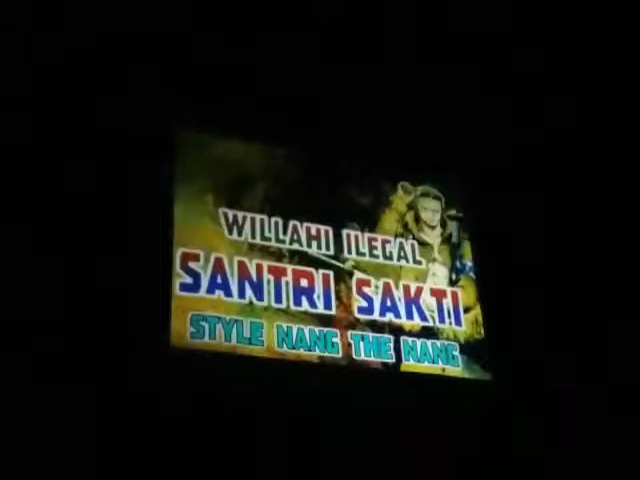 WILLAHI ILEGAL
SANTRI SAKTI
STYLE NANG THE NANG